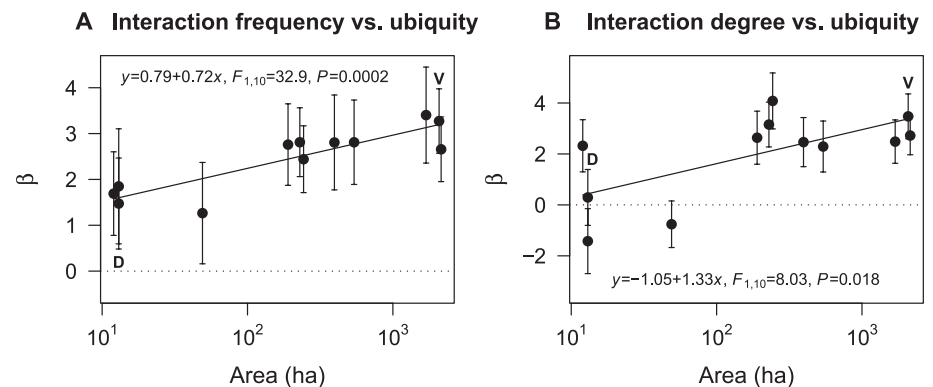 A Interaction frequency vs. ubiquity
y=0.79+0.72x, F1,10=32.9, P=0.0002
V
4
3
2
1
0
β
D
10^1 10^2 10^3
Area (ha)
B Interaction degree vs. ubiquity
V
4
2
0
−2
β
D
y=−1.05+1.33x, F1,10=8.03, P=0.018
10^1 10^2 10^3
Area (ha)